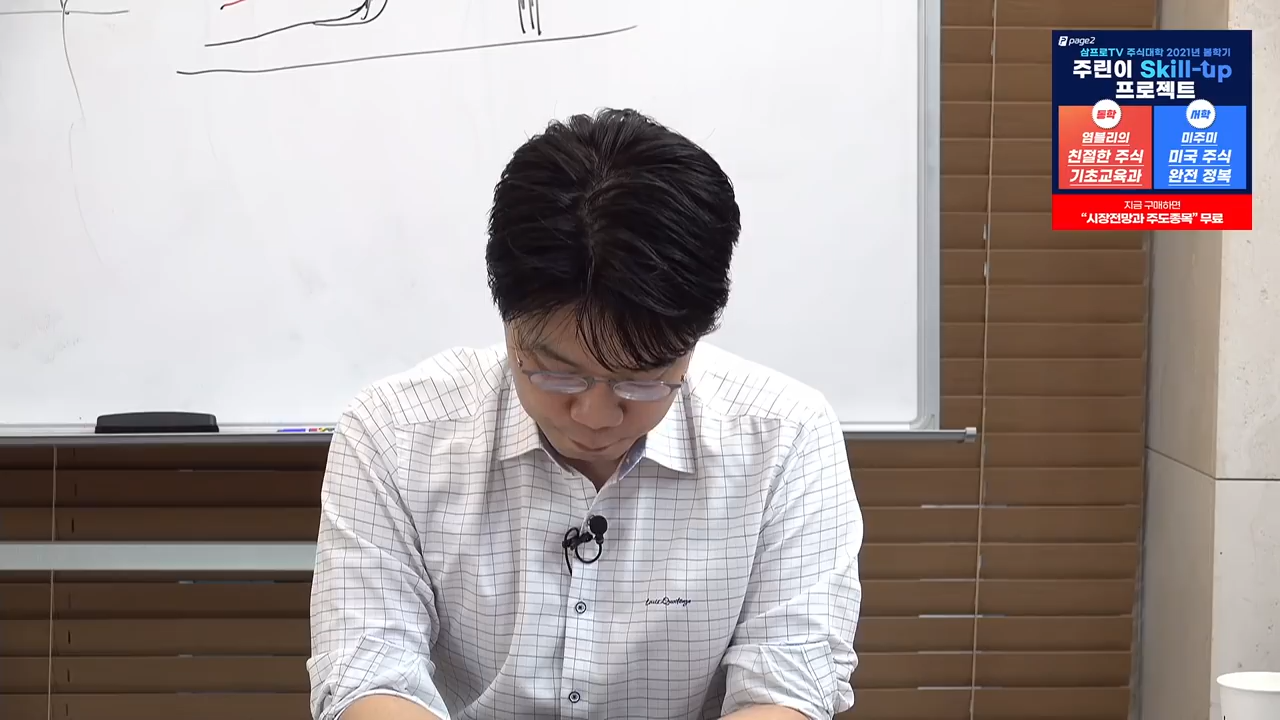 page2
삼프로TV 주식대학 2021년 봄학기
주린이 Skill-up
프로젝트
동학
염블리의
친절한 주식
기초교육과
서학
미주미
미국 주식
완전 정복
지금 구매하면
"시장전망과 주도종목" 무료